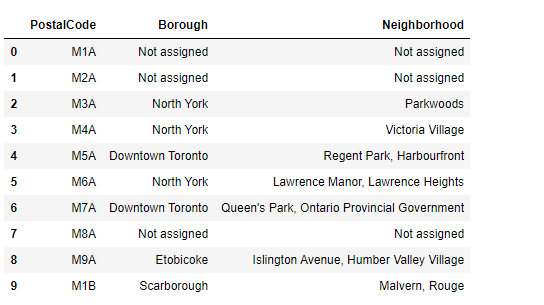 PostalCode Borough Neighborhood
0 M1A Not assigned Not assigned
1 M2A Not assigned Not assigned
2 M3A North York Parkwoods
3 M4A North York Victoria Village
4 M5A Downtown Toronto Regent Park, Harbourfront
5 M6A North York Lawrence Manor, Lawrence Heights
6 M7A Downtown Toronto Queen's Park, Ontario Provincial Government
7 M8A Not assigned Not assigned
8 M9A Etobicoke Islington Avenue, Humber Valley Village
9 M1B Scarborough Malvern, Rouge